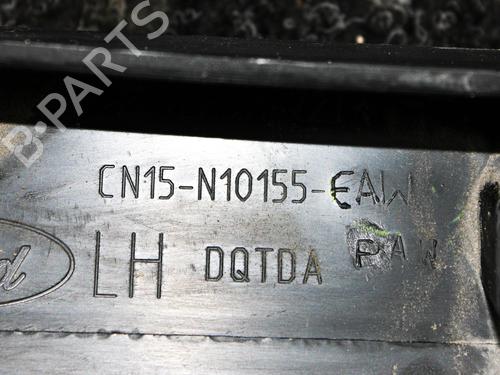 B-PARTS
CN15-N10155-EAW
LH DQTDA PAW